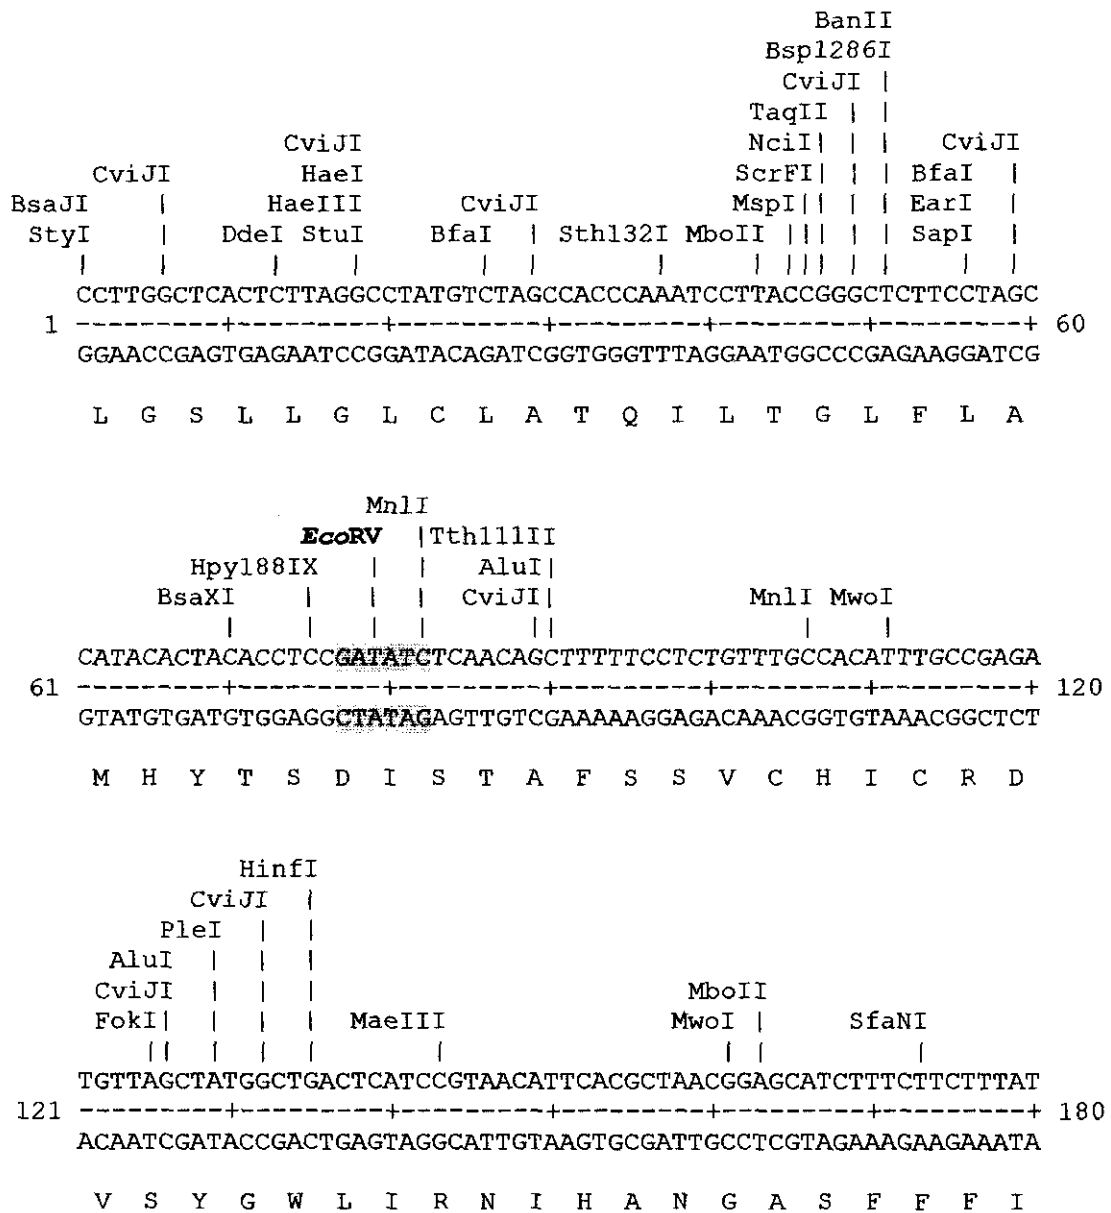 BanII
Bsp1286I
CviJI |
TaqII | |
CviJI NciI| | | CviJI
CviJI HaeI ScrFI| | | BfaI |
BsaJI | HaeIII CviJI MspI|| | | EarI |
StyI | DdeI StuI BfaI | Sth132I MboII ||| | | SapI |
| | | | | | | | ||| | | | |
CCTTGGCTCACTCTTAGGCCTATGTCTAGCCACCCAAATCCTTACCGGGCTCTTCCTAGC
1 ---------+---------+---------+---------+---------+---------+ 60
GGAACCGAGTGAGAATCCGGATACAGATCGGTGGGTTTAGGAATGGCCCGAGAAGGATCG
L G S L L G L C L A T Q I L T G L F L A
MnlI
EcoRV |Tth111II
Hpy188IX | | AluI|
BsaXI | | | CviJI| MnlI MwoI
| | | | || | |
CATACACTACACCTCCGATATCTCAACAGCTTTTTCCTCTGTTTGCCACATTTGCCGAGA
61 ---------+---------+---------+---------+---------+---------+ 120
GTATGTGATGTGGAGGCTATAGAGTTGTCGAAAAAGGAGACAAACGGTGTAAACGGCTCT
M H Y T S D I S T A F S S V C H I C R D
HinfI
CviJI |
PleI | |
AluI | | |
CviJI | | | MboII
FokI| | | | MaeIII MwoI | SfaNI
|| | | | | | | |
TGTTAGCTATGGCTGACTCATCCGTAACATTCACGCTAACGGAGCATCTTTCTTCTTTAT
121 ---------+---------+---------+---------+---------+---------+ 180
ACAATCGATACCGACTGAGTAGGCATTGTAAGTGCGATTGCCTCGTAGAAAGAAGAAATA
V S Y G W L I R N I H A N G A S F F F I